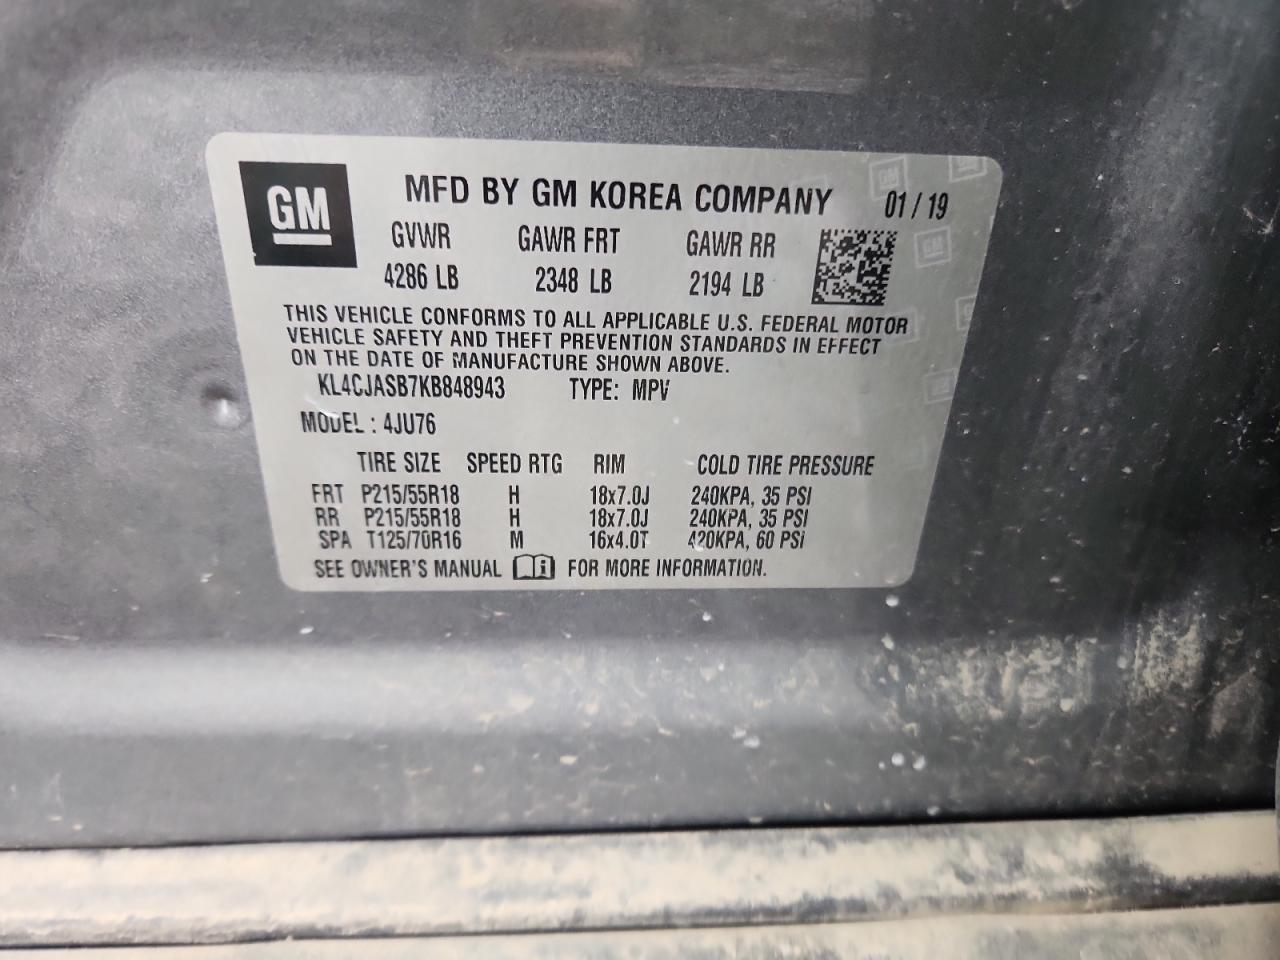 GM
MFD BY GM KOREA COMPANY 01 / 19
GVWR GAWR FRT GAWR RR
4286 LB 2348 LB 2194 LB
THIS VEHICLE CONFORMS TO ALL APPLICABLE U.S. FEDERAL MOTOR
VEHICLE SAFETY AND THEFT PREVENTION STANDARDS IN EFFECT
ON THE DATE OF MANUFACTURE SHOWN ABOVE.
KL4CJASB7KB848943 TYPE: MPV
MODEL : 4JU76
TIRE SIZE SPEED RTG RIM COLD TIRE PRESSURE
FRT P215/55R18 H 18x7.0J 240KPA, 35 PSI
RR P215/55R18 H 18x7.0J 240KPA, 35 PSI
SPA T125/70R16 M 16x4.0T 420KPA, 60 PSI
SEE OWNER'S MANUAL i FOR MORE INFORMATION.